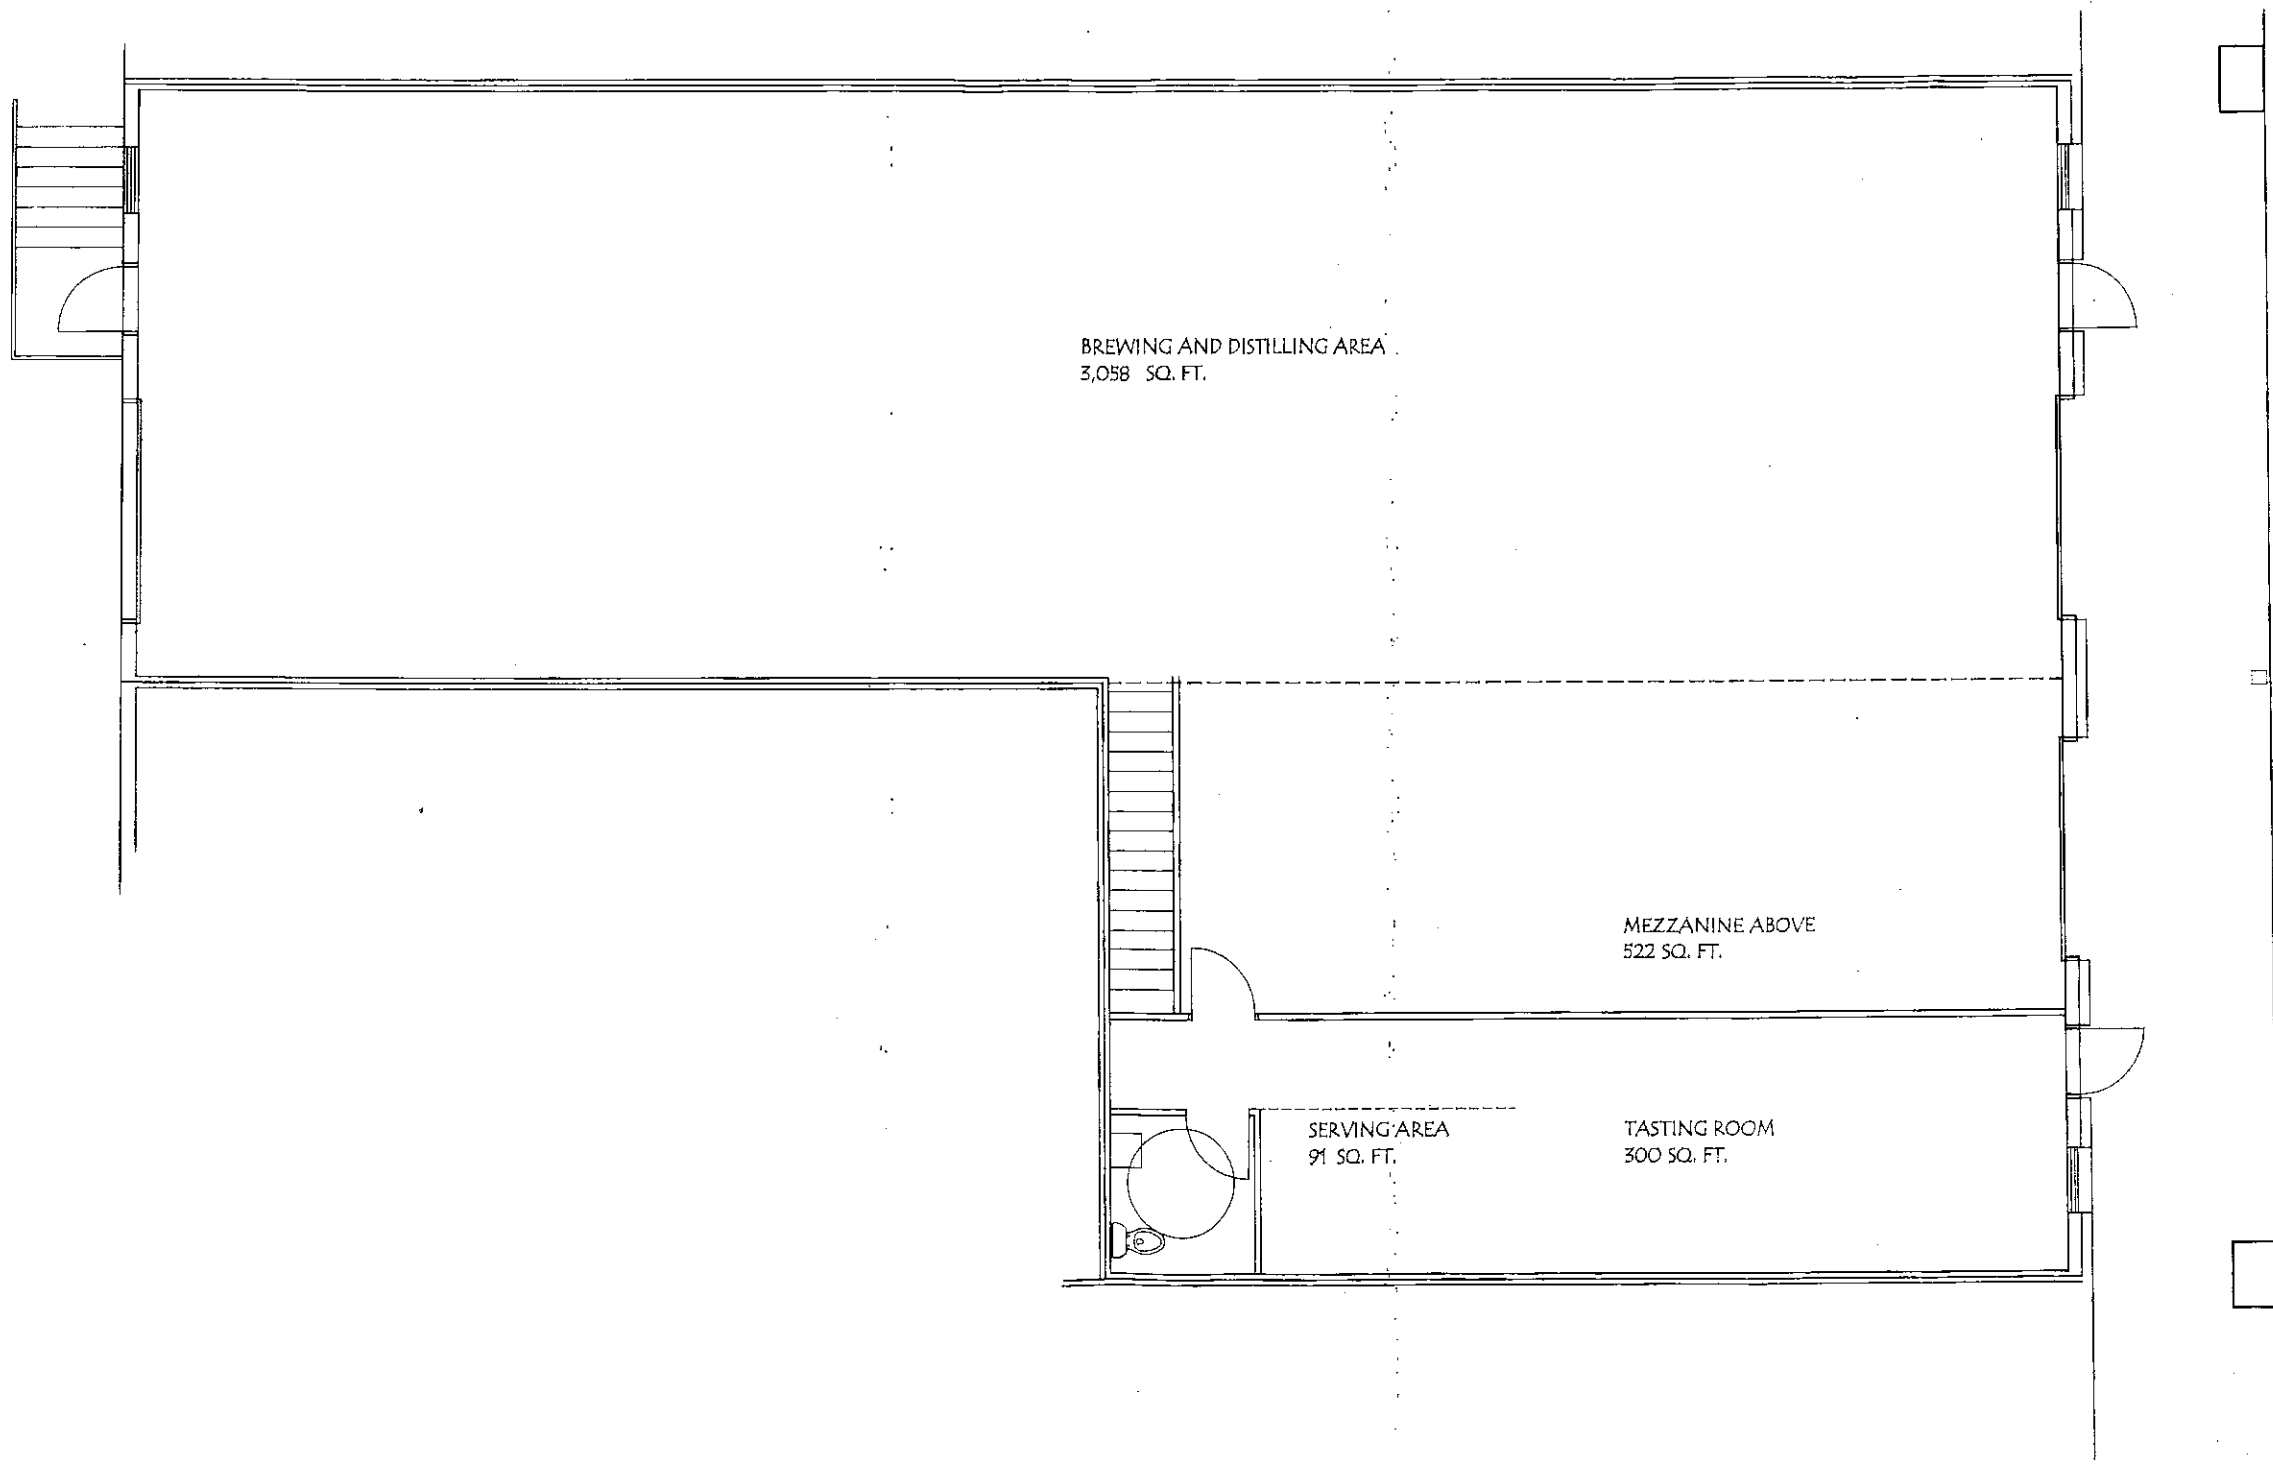 BREWING AND DISTILLING AREA
3,058 SQ. FT.
MEZZANINE ABOVE
522 SQ. FT.
SERVING AREA
91 SQ. FT.
TASTING ROOM
300 SQ. FT.